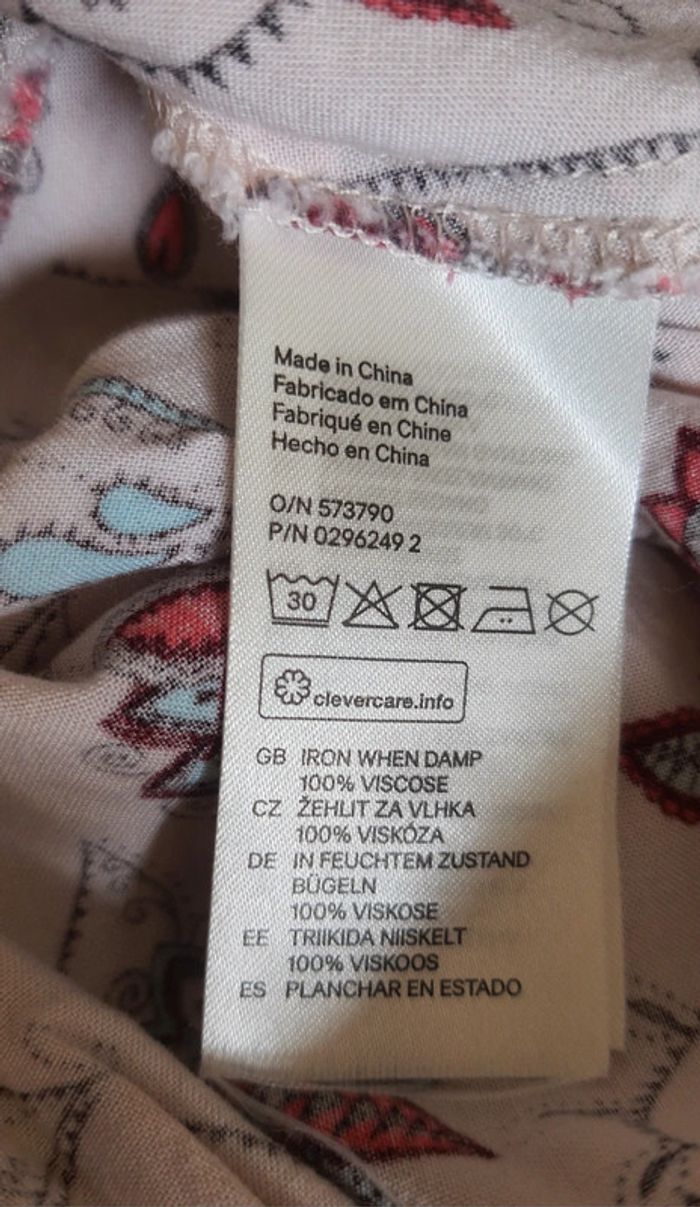 Made in China
Fabricado em China
Fabriqué en Chine
Hecho en China
O/N 573790
P/N 0296249 2
30
clevercare.info
GB IRON WHEN DAMP
100% VISCOSE
CZ ŽEHLIT ZA VLHKA
100% VISKÓZA
DE IN FEUCHTEM ZUSTAND
BÜGELN
100% VISKOSE
EE TRIIKIDA NIISKELT
100% VISKOOS
ES PLANCHAR EN ESTADO